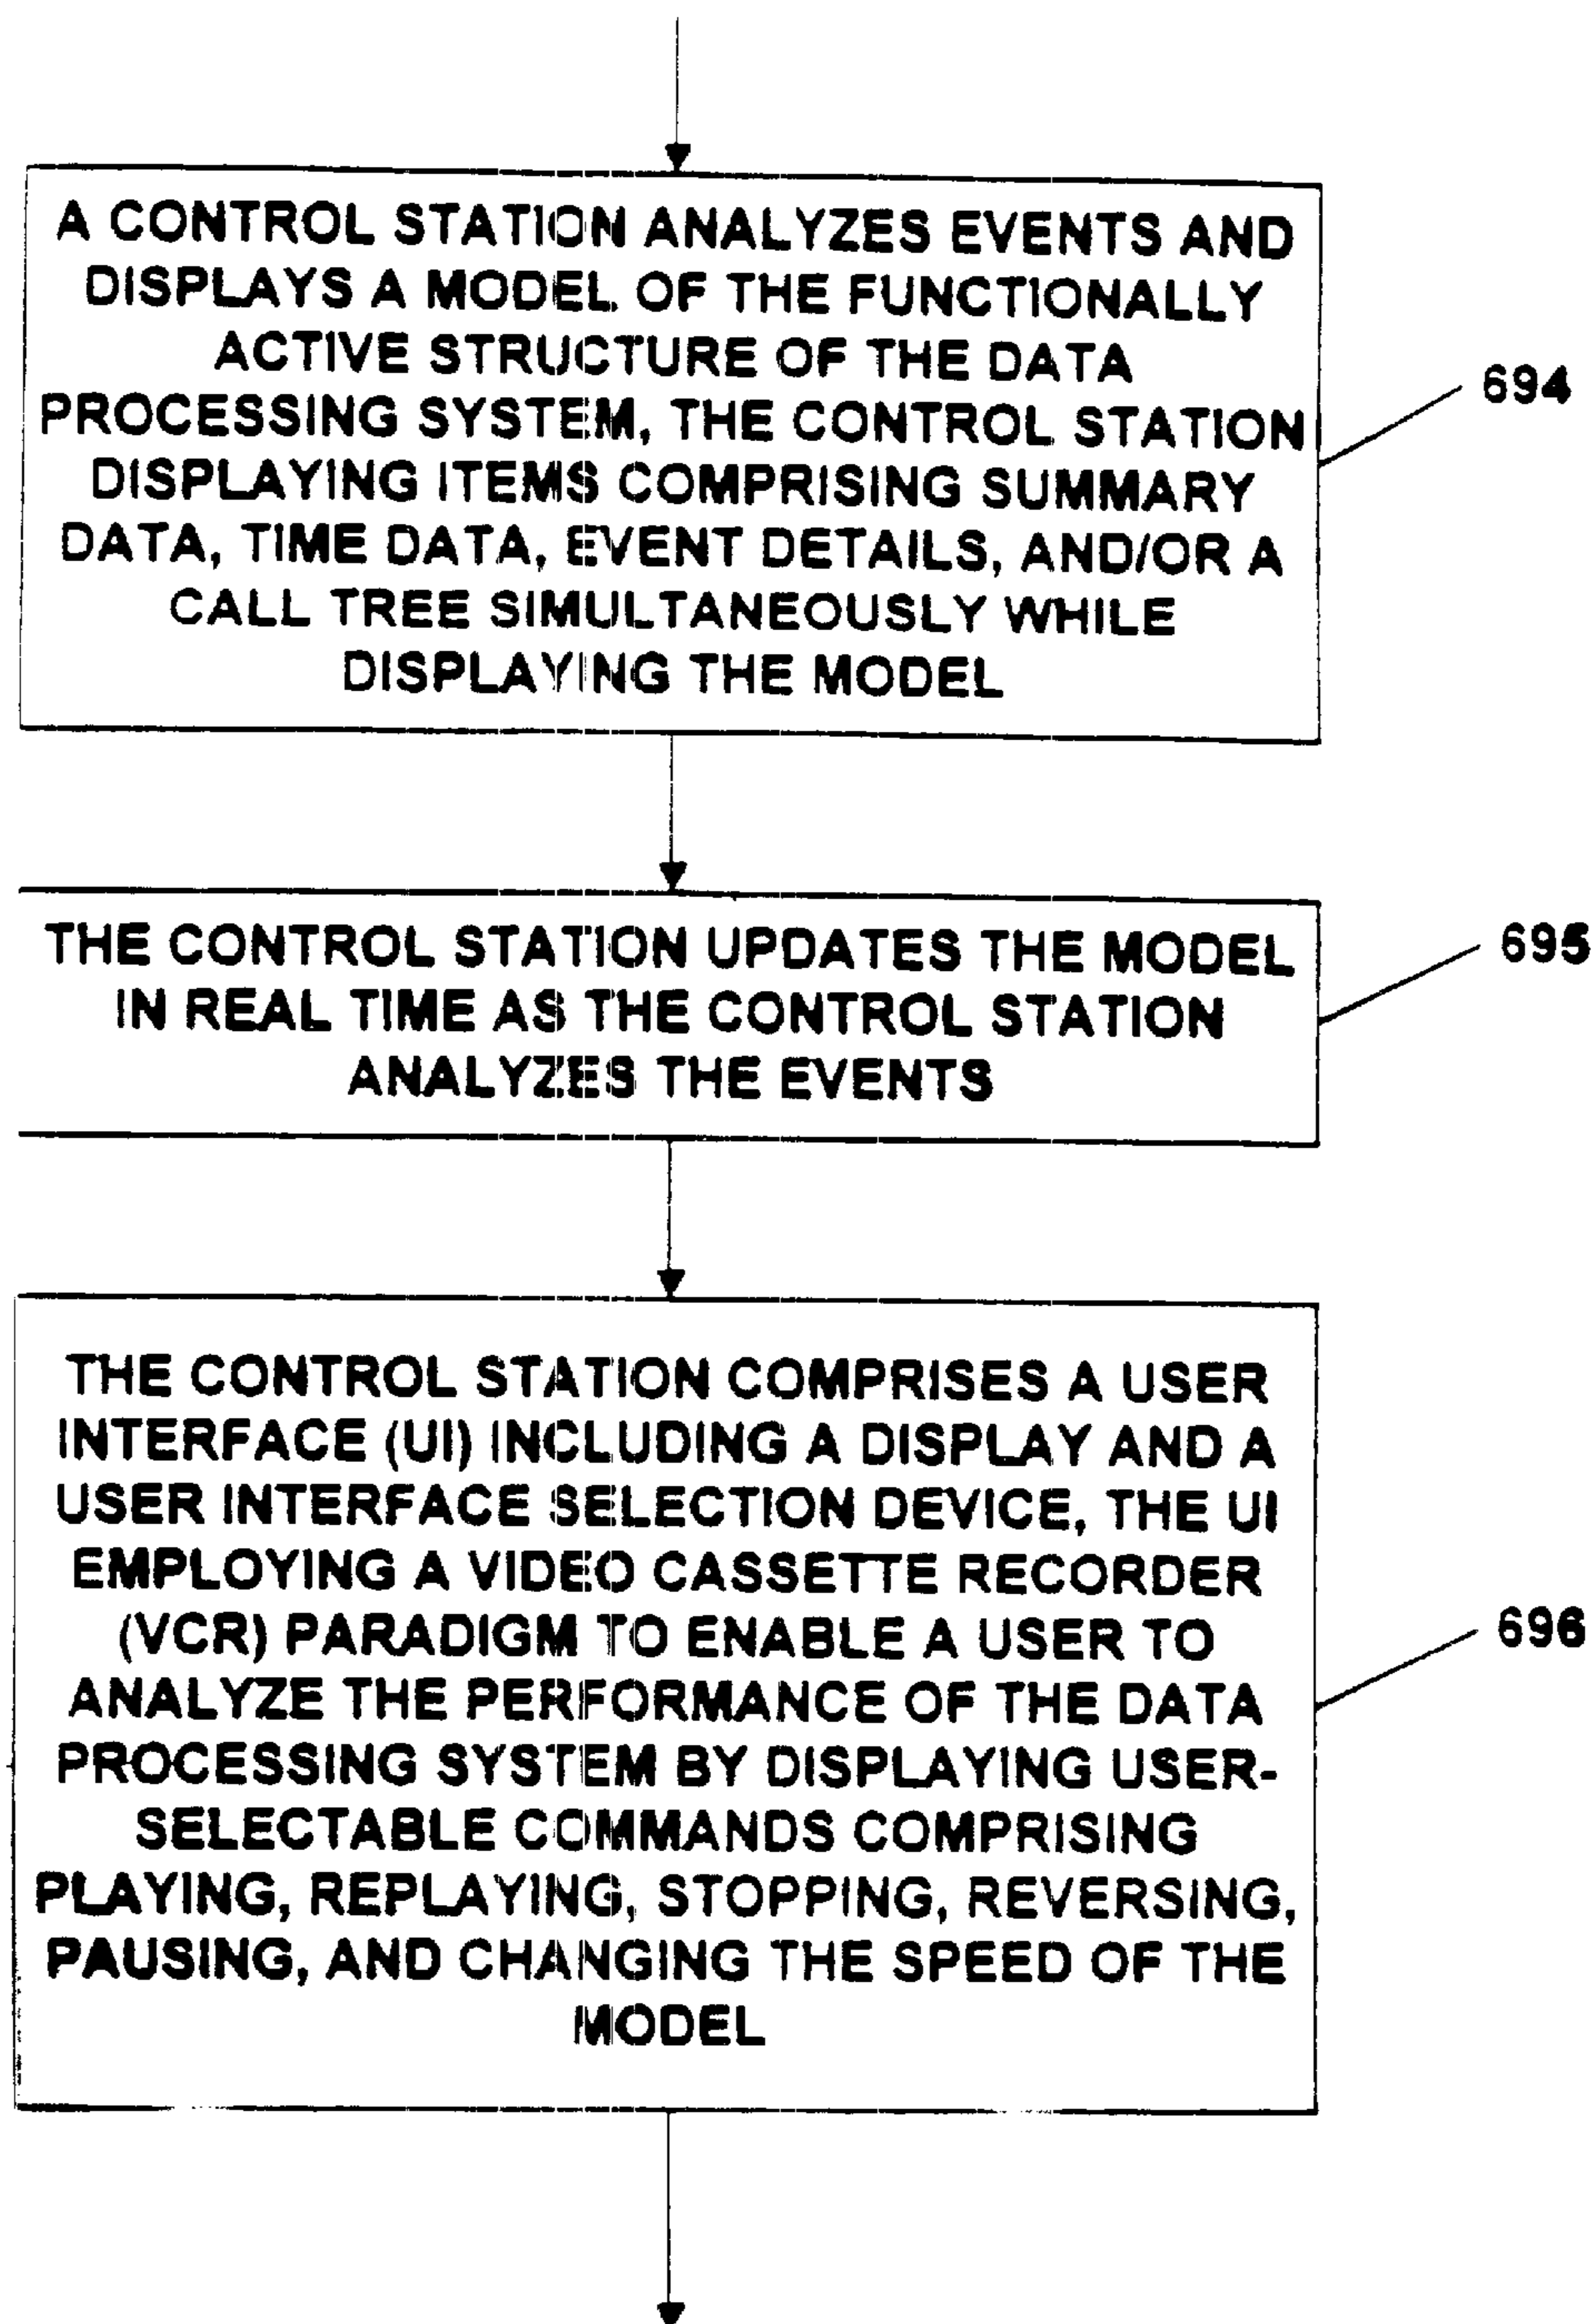 A CONTROL STATION ANALYZES EVENTS AND
DISPLAYS A MODEL OF THE FUNCTIONALLY
ACTIVE STRUCTURE OF THE DATA
PROCESSING SYSTEM, THE CONTROL STATION
DISPLAYING ITEMS COMPRISING SUMMARY
DATA, TIME DATA, EVENT DETAILS, AND/OR A
CALL TREE SIMULTANEOUSLY WHILE
DISPLAYING THE MODEL
694
THE CONTROL STATION UPDATES THE MODEL
IN REAL TIME AS THE CONTROL STATION
ANALYZES THE EVENTS
695
THE CONTROL STATION COMPRISES A USER
INTERFACE (UI) INCLUDING A DISPLAY AND A
USER INTERFACE SELECTION DEVICE, THE UI
EMPLOYING A VIDEO CASSETTE RECORDER
(VCR) PARADIGM TO ENABLE A USER TO
ANALYZE THE PERFORMANCE OF THE DATA
PROCESSING SYSTEM BY DISPLAYING USER-
SELECTABLE COMMANDS COMPRISING
PLAYING, REPLAYING, STOPPING, REVERSING,
PAUSING, AND CHANGING THE SPEED OF THE
MODEL
696